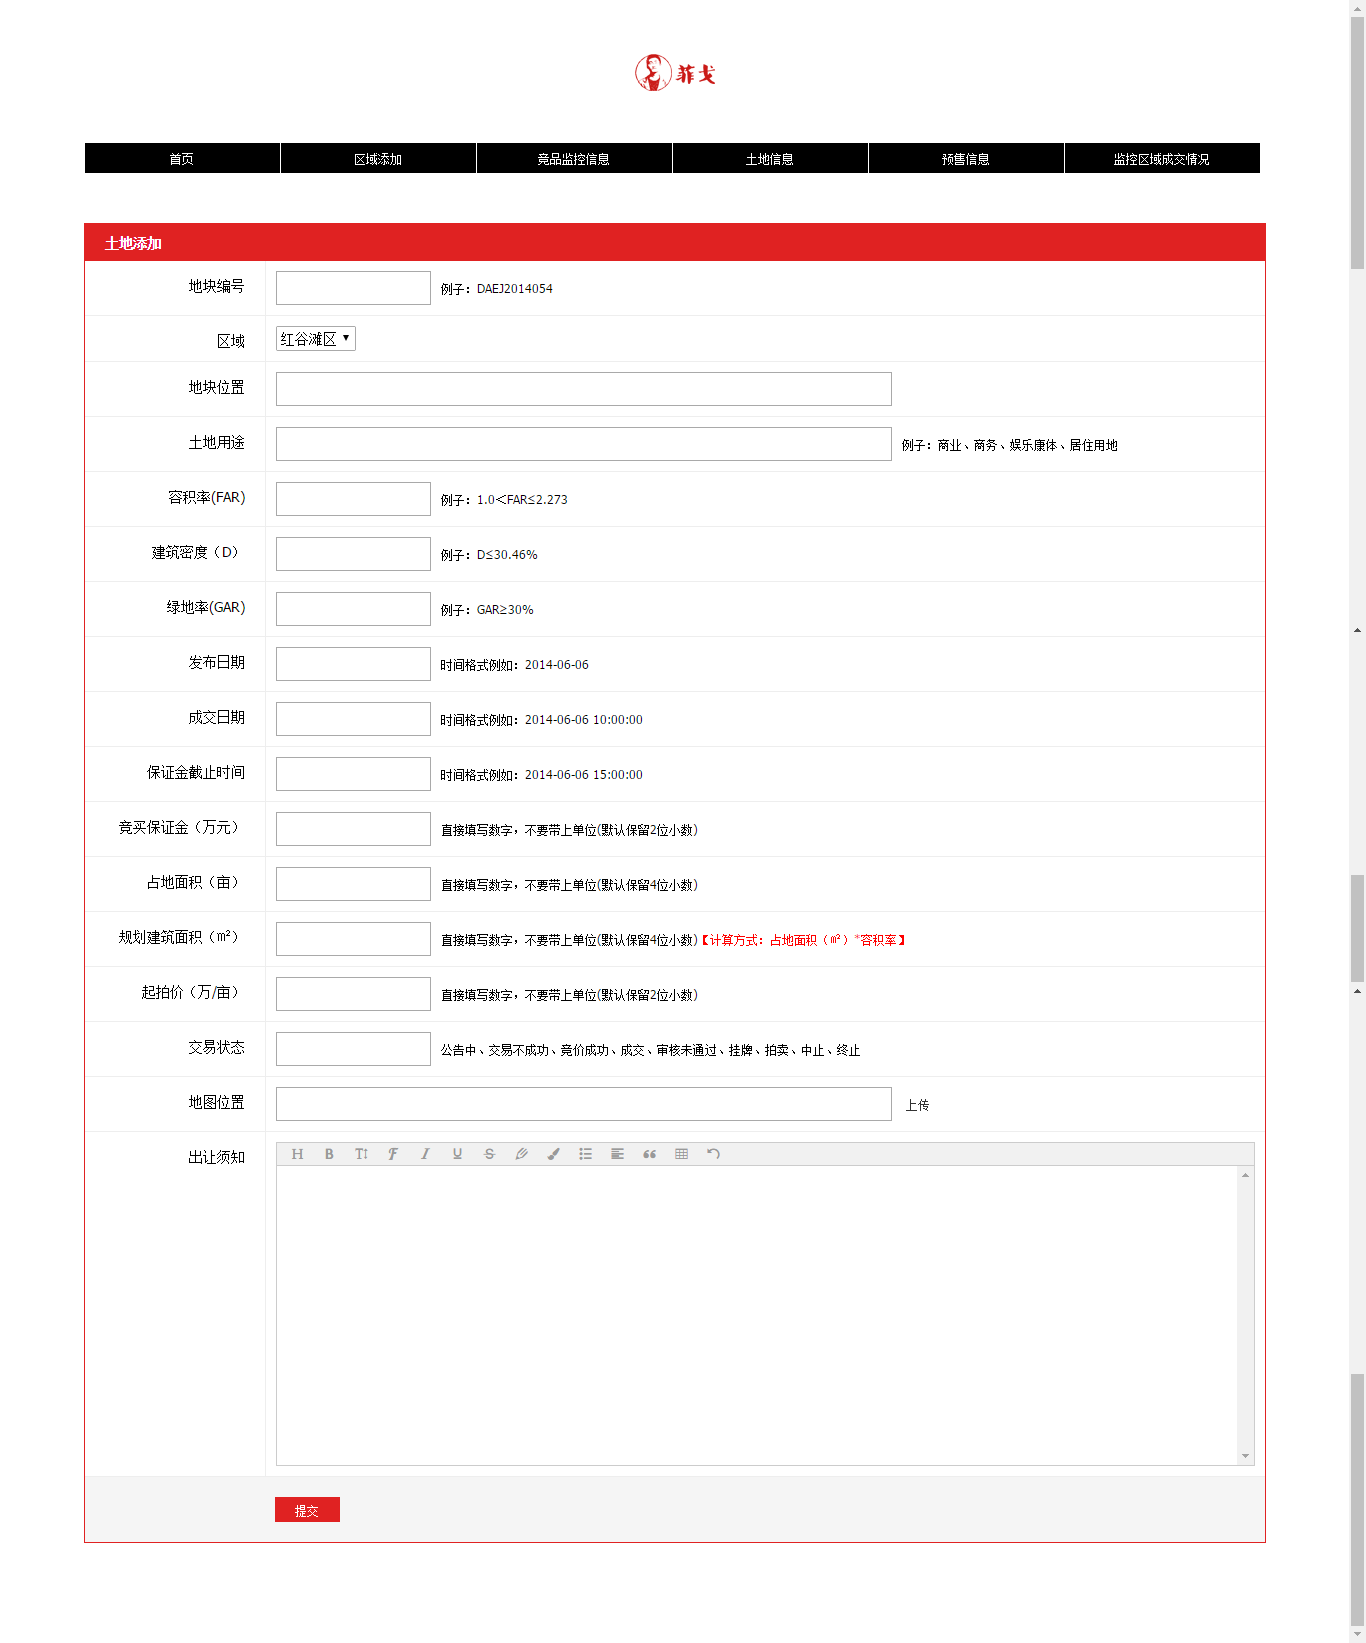 菲戈
首页 区域添加 竞品监控信息 土地信息 预售信息 监控区域成交情况
土地添加
地块编号 例子：DAEJ2014054
区域 红谷滩区
地块位置
土地用途 例子：商业、商务、娱乐康体、居住用地
容积率(FAR) 例子：1.0＜FAR≤2.273
建筑密度（D） 例子：D≤30.46%
绿地率(GAR) 例子：GAR≥30%
发布日期 时间格式例如：2014-06-06
成交日期 时间格式例如：2014-06-06 10:00:00
保证金截止时间 时间格式例如：2014-06-06 15:00:00
竞买保证金（万元） 直接填写数字，不要带上单位(默认保留2位小数)
占地面积（亩） 直接填写数字，不要带上单位(默认保留4位小数)
规划建筑面积（㎡） 直接填写数字，不要带上单位(默认保留4位小数)【计算方式：占地面积（㎡）*容积率】
起拍价（万/亩） 直接填写数字，不要带上单位(默认保留2位小数)
交易状态 公告中、交易不成功、竞价成功、成交、审核未通过、挂牌、拍卖、中止、终止
地图位置 上传
出让须知
提交